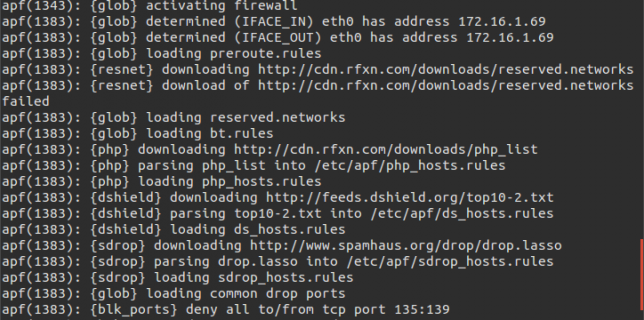 apf(1343): {glob} activating firewall
apf(1383): {glob} determined (IFACE_IN) eth0 has address 172.16.1.69
apf(1383): {glob} determined (IFACE_OUT) eth0 has address 172.16.1.69
apf(1383): {glob} loading preroute.rules
apf(1383): {resnet} downloading http://cdn.rfxn.com/downloads/reserved.networks
apf(1383): {resnet} download of http://cdn.rfxn.com/downloads/reserved.networks
failed
apf(1383): {glob} loading reserved.networks
apf(1383): {glob} loading bt.rules
apf(1383): {php} downloading http://cdn.rfxn.com/downloads/php_list
apf(1383): {php} parsing php_list into /etc/apf/php_hosts.rules
apf(1383): {php} loading php_hosts.rules
apf(1383): {dshield} downloading http://feeds.dshield.org/top10-2.txt
apf(1383): {dshield} parsing top10-2.txt into /etc/apf/ds_hosts.rules
apf(1383): {dshield} loading ds_hosts.rules
apf(1383): {sdrop} downloading http://www.spamhaus.org/drop/drop.lasso
apf(1383): {sdrop} parsing drop.lasso into /etc/apf/sdrop_hosts.rules
apf(1383): {sdrop} loading sdrop_hosts.rules
apf(1383): {glob} loading common drop ports
apf(1383): {blk_ports} deny all to/from tcp port 135:139